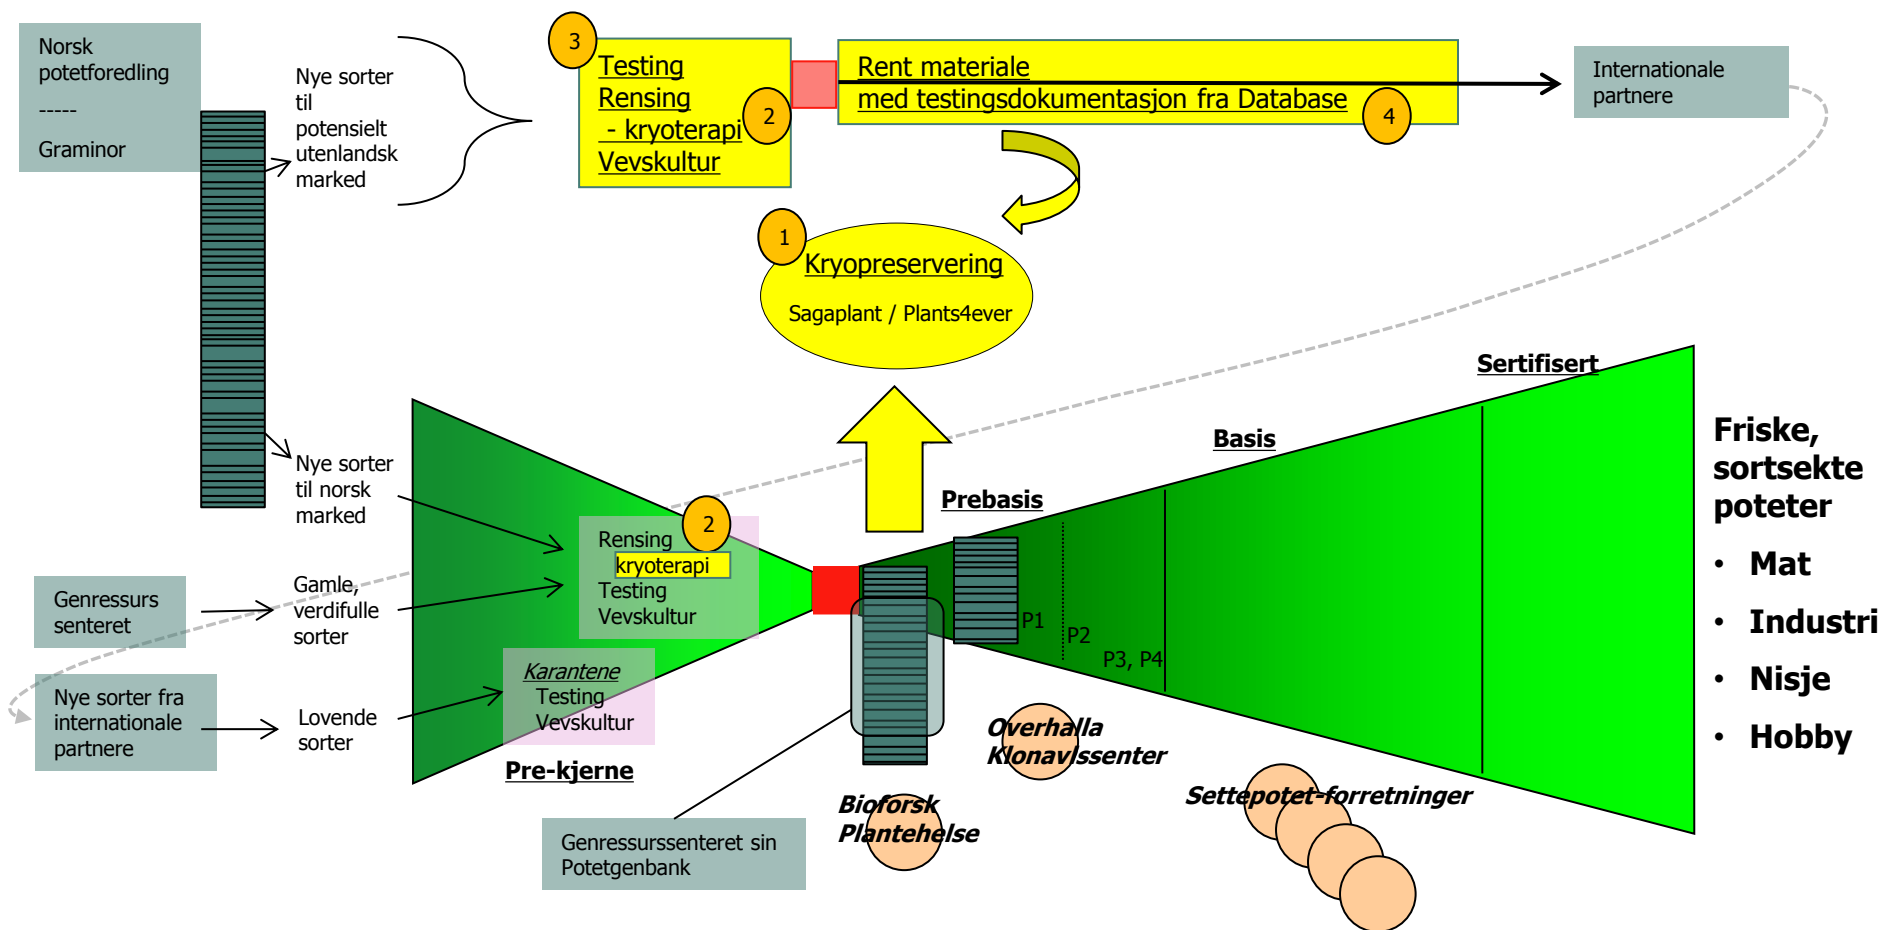 Norsk
potetforedling
-----
Graminor
Nye sorter
til
potensielt
utenlandsk
marked
3
Testing
Rensing
- kryoterapi
Vevskultur
2
Rent materiale
med testingsdokumentasjon fra Database
4
Internationale
partnere
1
Kryopreservering
Sagaplant / Plants4ever
Sertifisert
Basis
Prebasis
Friske,
sortsekte
poteter
• Mat
• Industri
• Nisje
• Hobby
Nye sorter
til norsk
marked
2
Rensing
kryoterapi
Testing
Vevskultur
Genressurs
senteret
Gamle,
verdifulle
sorter
P1
P2
P3, P4
Karantene
Testing
Vevskultur
Nye sorter fra
internationale
partnere
Lovende
sorter
Pre-kjerne
Overhalla
Klonavlssenter
Bioforsk
Plantehelse
Settepotet-forretninger
Genressurssenteret sin
Potetgenbank